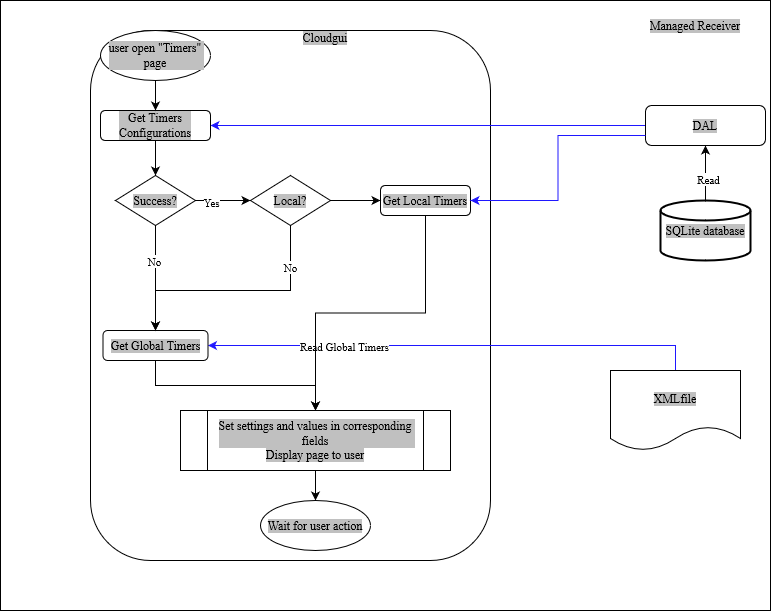 Cloudgui
Managed Receiver
user open "Timers"
page
Get Timers
Configurations
DAL
Read
Success?
Yes
Local?
Get Local Timers
SQLite database
No
No
Get Global Timers
Read Global Timers
XMLfile
Set settings and values in corresponding
fields
Display page to user
Wait for user action